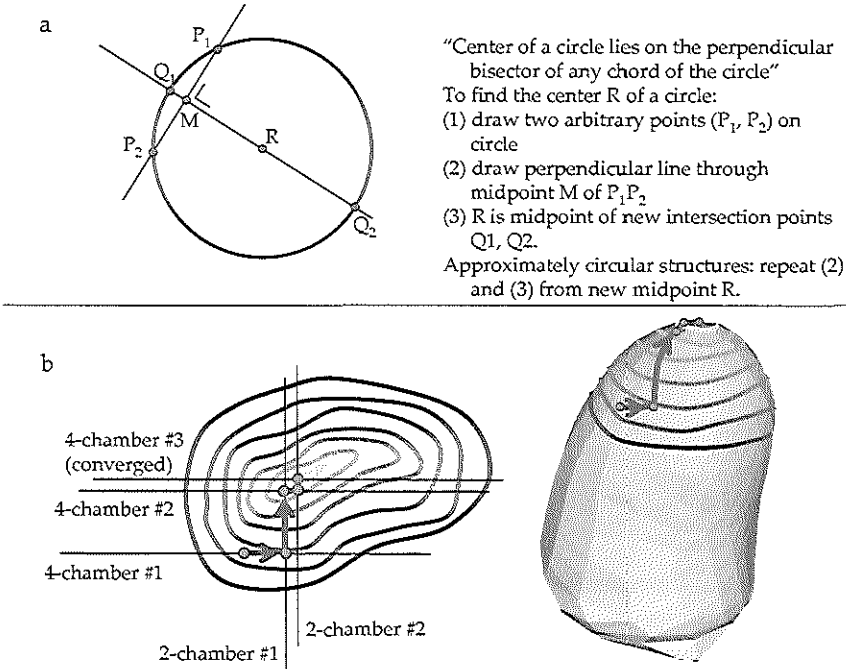 a
P₁
Q₁
M
R
P₂
Q₂
“Center of a circle lies on the perpendicular
bisector of any chord of the circle”
To find the center R of a circle:
(1) draw two arbitrary points (P₁, P₂) on
circle
(2) draw perpendicular line through
midpoint M of P₁P₂
(3) R is midpoint of new intersection points
Q1, Q2.
Approximately circular structures: repeat (2)
and (3) from new midpoint R.
b
4-chamber #3
(converged)
4-chamber #2
4-chamber #1
2-chamber #2
2-chamber #1